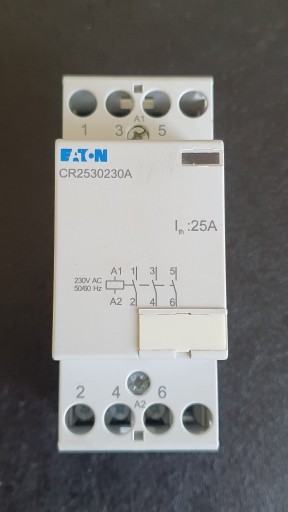 A1
1 3 5
EATON
CR2530230A
Ith :25A
A1 1 3 5
230V AC
50/60 Hz
A2 2 4 6
2 4 6
A2